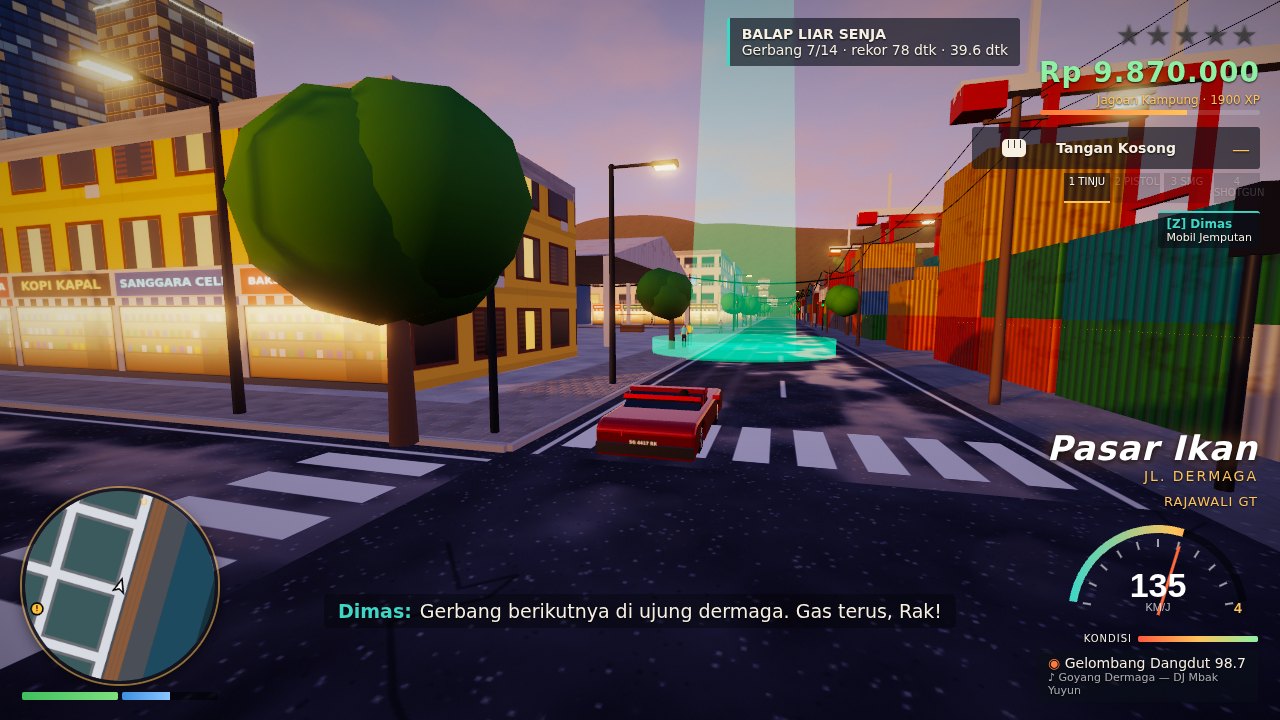 BALAP LIAR SENJA
Gerbang 7/14 · rekor 78 dtk · 39.6 dtk
Rp 9.870.000
Jagoan Kampung · 1900 XP
Tangan Kosong —
1 TINJU 2 PISTOL 3 SMG 4 SHOTGUN
[Z] Dimas
Mobil Jemputan
KOPI KAPAL
SANGGARA CELL
Pasar Ikan
JL. DERMAGA
RAJAWALI GT
135
KM/J
4
KONDISI
Dimas: Gerbang berikutnya di ujung dermaga. Gas terus, Rak!
◉ Gelombang Dangdut 98.7
♪ Goyang Dermaga — DJ Mbak
Yuyun